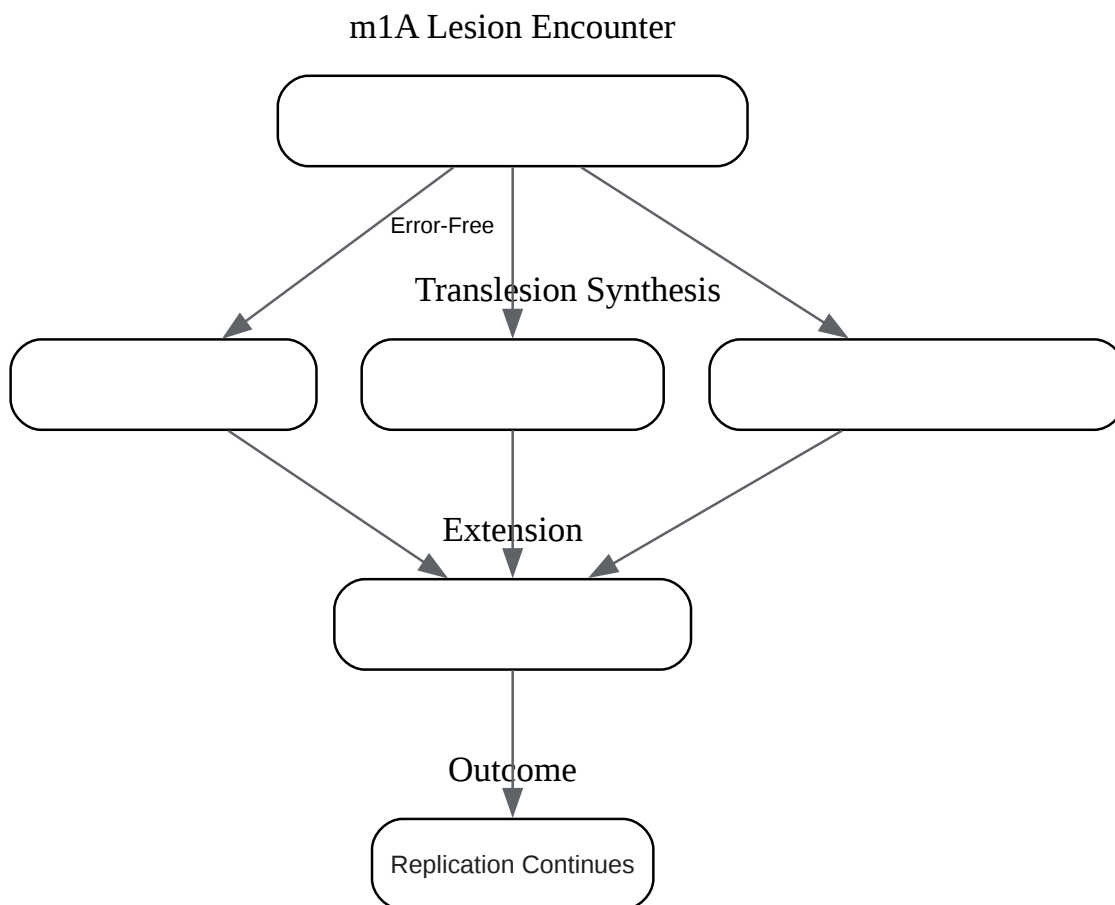 m1A Lesion Encounter
Error-Free
Translesion Synthesis
Extension
Outcome
Replication Continues